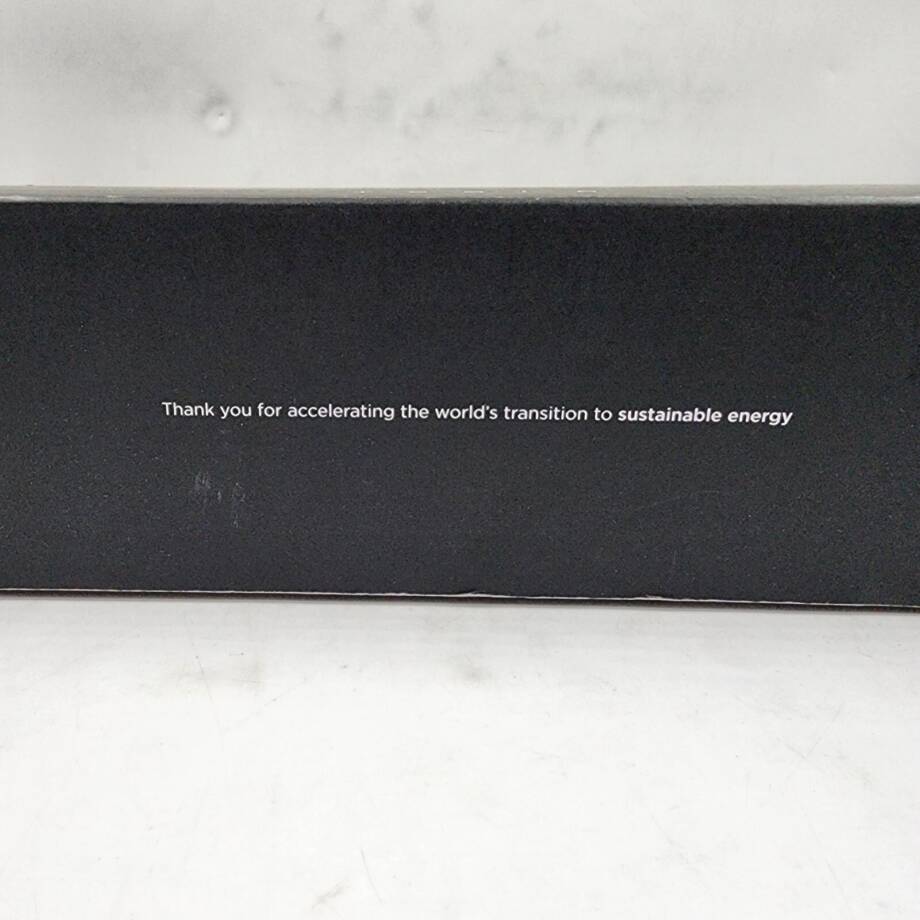 Thank you for accelerating the world's transition to sustainable energy